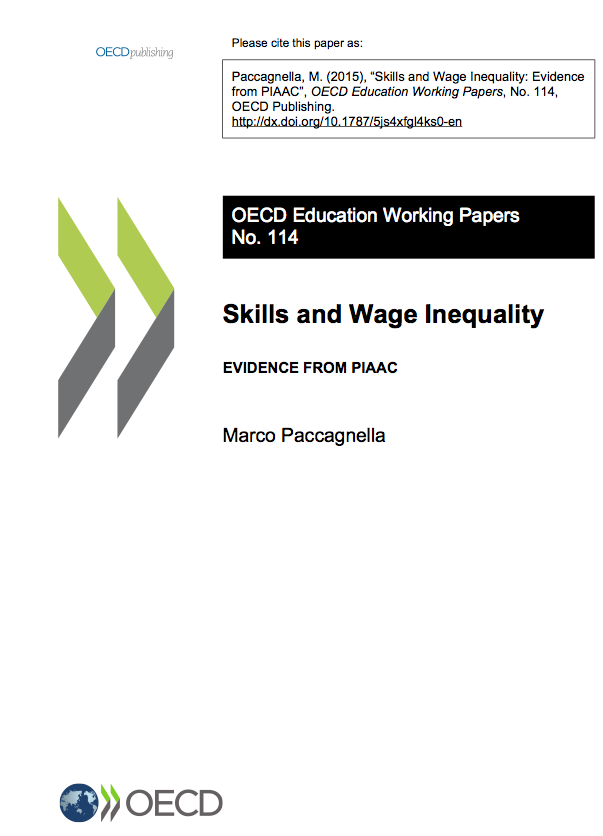 OECDpublishing
Please cite this paper as:
Paccagnella, M. (2015), “Skills and Wage Inequality: Evidence
from PIAAC”, OECD Education Working Papers, No. 114,
OECD Publishing.
http://dx.doi.org/10.1787/5js4xfgl4ks0-en
OECD Education Working Papers
No. 114
Skills and Wage Inequality
EVIDENCE FROM PIAAC
Marco Paccagnella
OECD